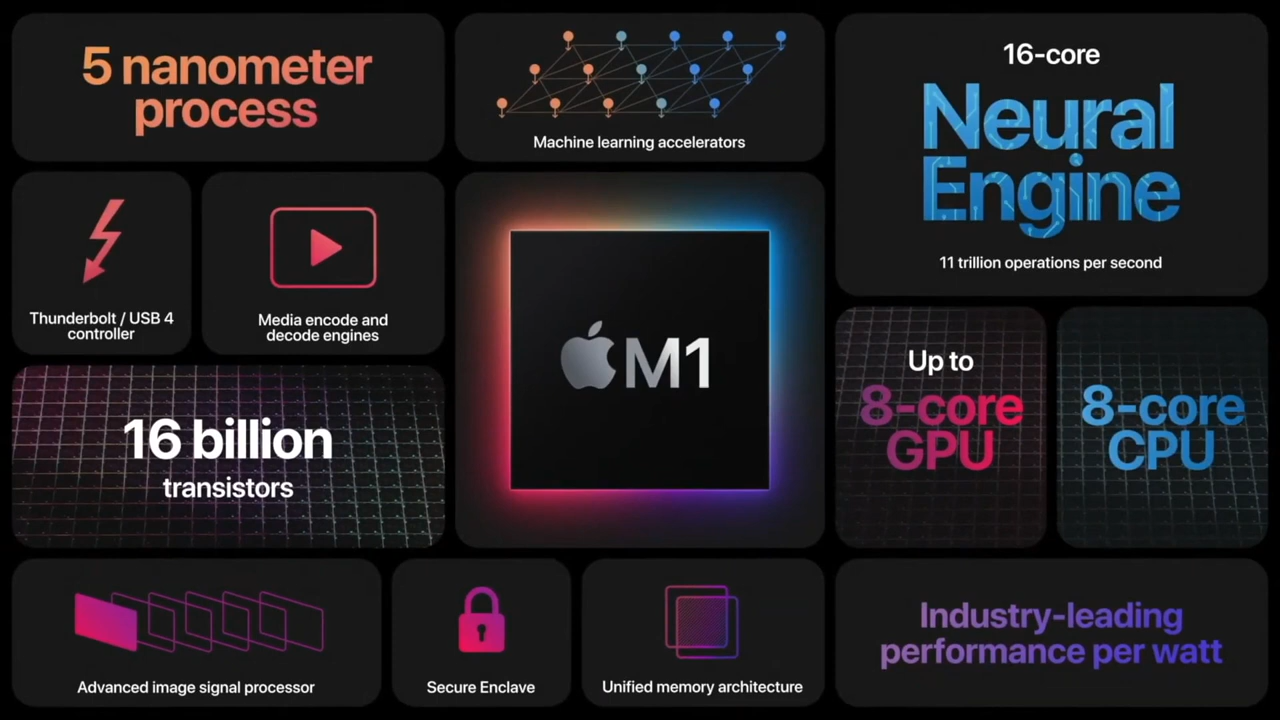 5 nanometer
process
Machine learning accelerators
16-core
Neural
Engine
11 trillion operations per second
Thunderbolt / USB 4
controller
Media encode and
decode engines
M1
Up to
8-core
GPU
8-core
CPU
16 billion
transistors
Advanced image signal processor
Secure Enclave
Unified memory architecture
Industry-leading
performance per watt